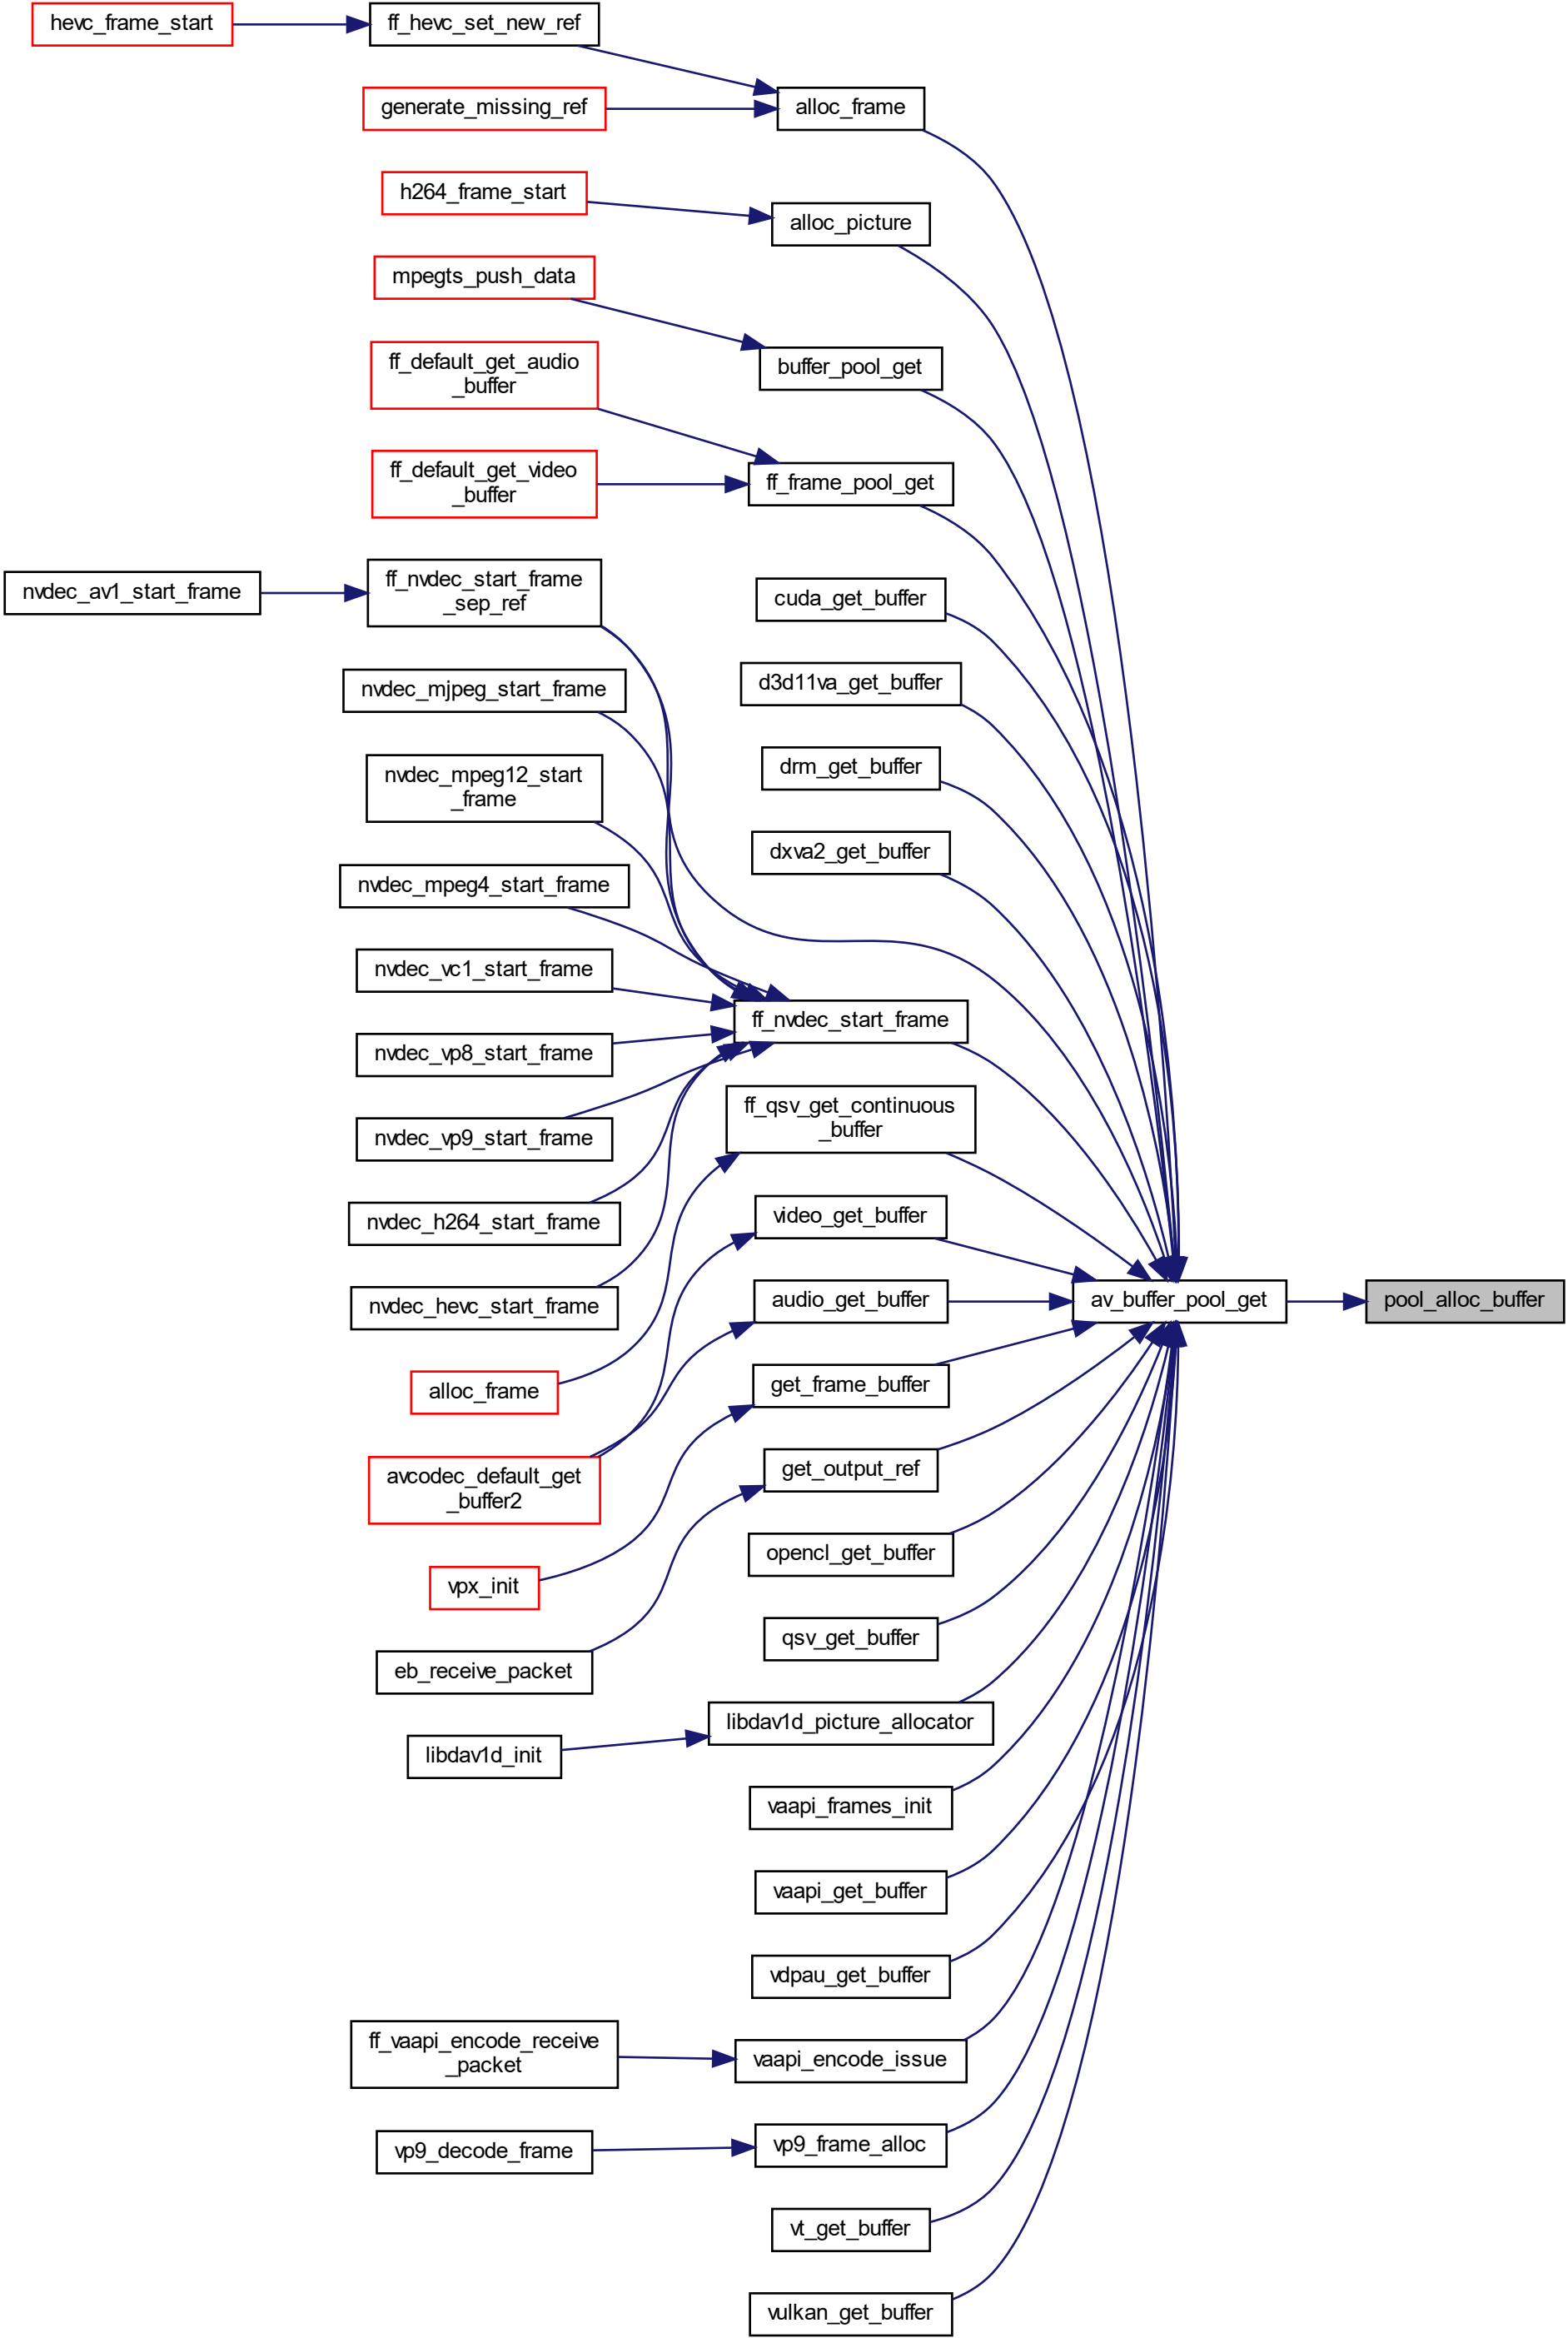 hevc_frame_start
ff_hevc_set_new_ref
generate_missing_ref
alloc_frame
h264_frame_start
alloc_picture
mpegts_push_data
buffer_pool_get
ff_default_get_audio
_buffer
ff_default_get_video
_buffer
ff_frame_pool_get
nvdec_av1_start_frame
ff_nvdec_start_frame
_sep_ref
cuda_get_buffer
nvdec_mjpeg_start_frame
d3d11va_get_buffer
nvdec_mpeg12_start
_frame
drm_get_buffer
dxva2_get_buffer
nvdec_mpeg4_start_frame
nvdec_vc1_start_frame
ff_nvdec_start_frame
nvdec_vp8_start_frame
nvdec_vp9_start_frame
ff_qsv_get_continuous
_buffer
nvdec_h264_start_frame
video_get_buffer
nvdec_hevc_start_frame
audio_get_buffer
av_buffer_pool_get
pool_alloc_buffer
alloc_frame
get_frame_buffer
avcodec_default_get
_buffer2
get_output_ref
opencl_get_buffer
vpx_init
qsv_get_buffer
eb_receive_packet
libdav1d_picture_allocator
libdav1d_init
vaapi_frames_init
vaapi_get_buffer
vdpau_get_buffer
ff_vaapi_encode_receive
_packet
vaapi_encode_issue
vp9_decode_frame
vp9_frame_alloc
vt_get_buffer
vulkan_get_buffer